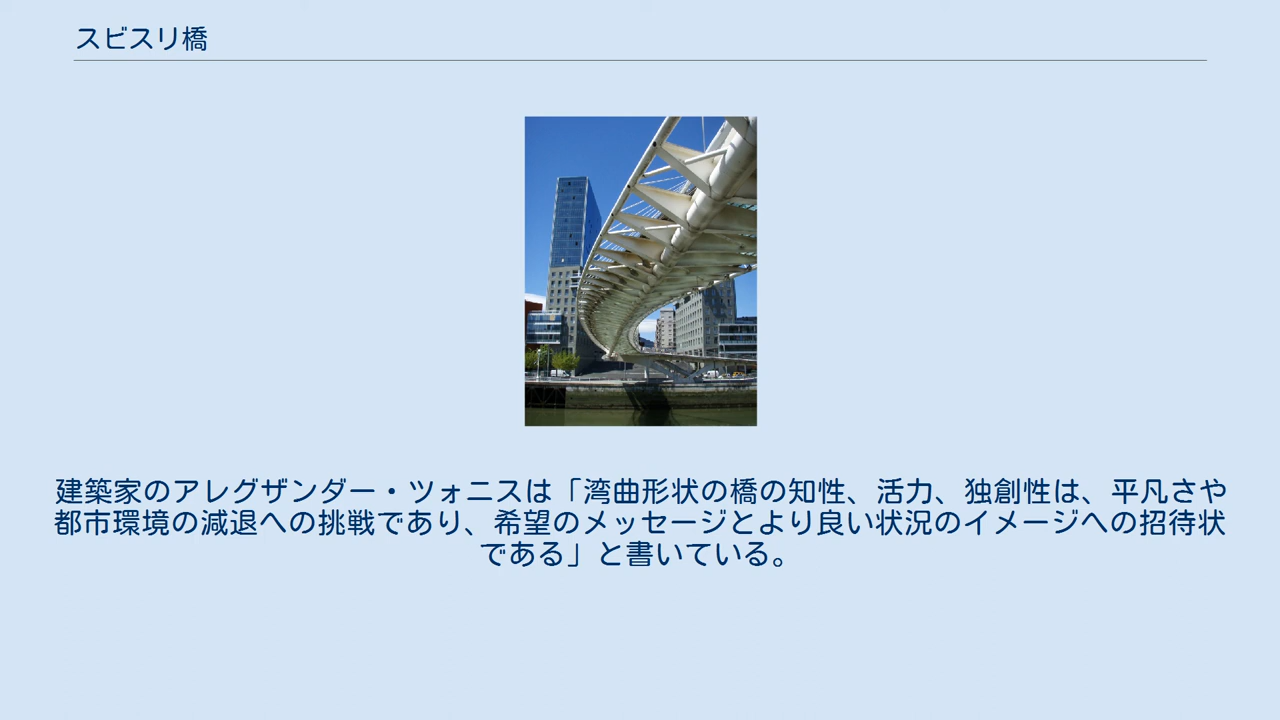 スビスリ橋
建築家のアレグザンダー・ツォニスは「湾曲形状の橋の知性、活力、独創性は、平凡さや
都市環境の減退への挑戦であり、希望のメッセージとより良い状況のイメージへの招待状
である」と書いている。